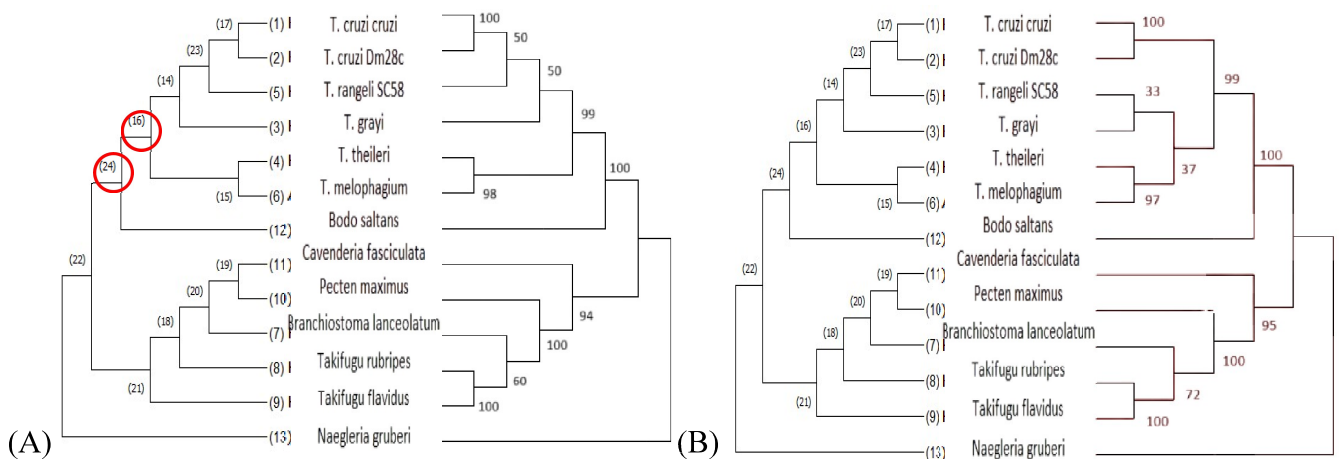 (17) (1) T. cruzi cruzi 100
(23) (2) T. cruzi Dm28c 50
(14) (5) T. rangeli SC58 50
(16) (3) T. grayi 99
(24) (4) T. theileri 100
(15) (6) T. melophagium 98
(12) Bodo saltans
(22) (19) (11) Cavenderia fasciculata
(20) (10) Pecten maximus 94
(18) (7) Branchiostoma lanceolatum 100
(8) Takifugu rubripes 60
(21) (9) Takifugu flavidus 100
(A) (13) Naegleria gruberi
(17) (1) T. cruzi cruzi 100
(23) (2) T. cruzi Dm28c 99
(14) (5) T. rangeli SC58 33
(16) (3) T. grayi
(24) (4) T. theileri 37 100
(15) (6) T. melophagium 97
(12) Bodo saltans
(22) (19) (11) Cavenderia fasciculata
(20) (10) Pecten maximus 95
(18) (7) Branchiostoma lanceolatum 100
(8) Takifugu rubripes 72
(21) (9) Takifugu flavidus 100
(B) (13) Naegleria gruberi